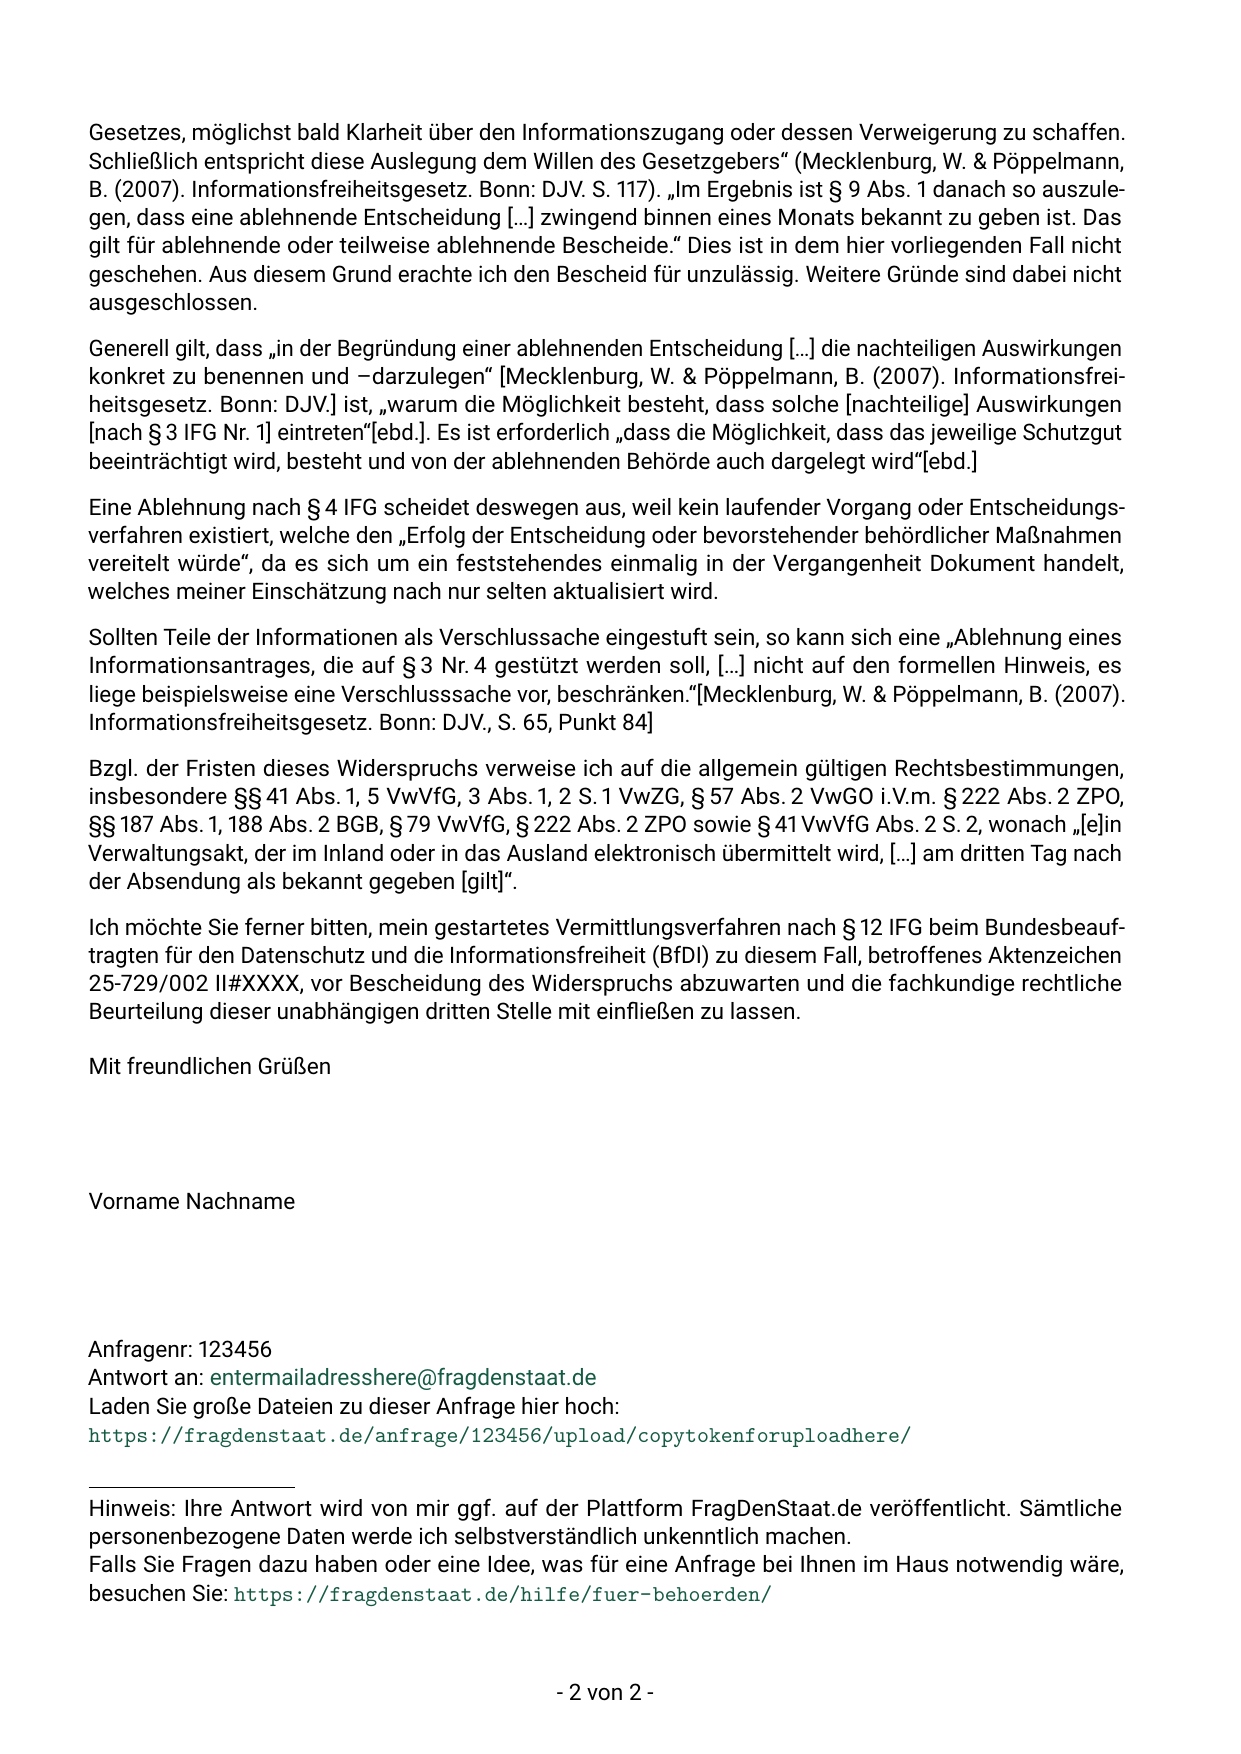 Gesetzes, möglichst bald Klarheit über den Informationszugang oder dessen Verweigerung zu schaffen.
Schließlich entspricht diese Auslegung dem Willen des Gesetzgebers“ (Mecklenburg, W. & Pöppelmann,
B. (2007). Informationsfreiheitsgesetz. Bonn: DJV. S. 117). „Im Ergebnis ist § 9 Abs. 1 danach so auszule-
gen, dass eine ablehnende Entscheidung [...] zwingend binnen eines Monats bekannt zu geben ist. Das
gilt für ablehnende oder teilweise ablehnende Bescheide.“ Dies ist in dem hier vorliegenden Fall nicht
geschehen. Aus diesem Grund erachte ich den Bescheid für unzulässig. Weitere Gründe sind dabei nicht
ausgeschlossen.
Generell gilt, dass „in der Begründung einer ablehnenden Entscheidung [...] die nachteiligen Auswirkungen
konkret zu benennen und –darzulegen“ [Mecklenburg, W. & Pöppelmann, B. (2007). Informationsfrei-
heitsgesetz. Bonn: DJV.] ist, „warum die Möglichkeit besteht, dass solche [nachteilige] Auswirkungen
[nach § 3 IFG Nr. 1] eintreten“[ebd.]. Es ist erforderlich „dass die Möglichkeit, dass das jeweilige Schutzgut
beeinträchtigt wird, besteht und von der ablehnenden Behörde auch dargelegt wird“[ebd.]
Eine Ablehnung nach § 4 IFG scheidet deswegen aus, weil kein laufender Vorgang oder Entscheidungs-
verfahren existiert, welche den „Erfolg der Entscheidung oder bevorstehender behördlicher Maßnahmen
vereitelt würde“, da es sich um ein feststehendes einmalig in der Vergangenheit Dokument handelt,
welches meiner Einschätzung nach nur selten aktualisiert wird.
Sollten Teile der Informationen als Verschlussache eingestuft sein, so kann sich eine „Ablehnung eines
Informationsantrages, die auf § 3 Nr. 4 gestützt werden soll, [...] nicht auf den formellen Hinweis, es
liege beispielsweise eine Verschlusssache vor, beschränken.“[Mecklenburg, W. & Pöppelmann, B. (2007).
Informationsfreiheitsgesetz. Bonn: DJV., S. 65, Punkt 84]
Bzgl. der Fristen dieses Widerspruchs verweise ich auf die allgemein gültigen Rechtsbestimmungen,
insbesondere §§ 41 Abs. 1, 5 VwVfG, 3 Abs. 1, 2 S. 1 VwZG, § 57 Abs. 2 VwGO i.V.m. § 222 Abs. 2 ZPO,
§§ 187 Abs. 1, 188 Abs. 2 BGB, § 79 VwVfG, § 222 Abs. 2 ZPO sowie § 41 VwVfG Abs. 2 S. 2, wonach „[e]in
Verwaltungsakt, der im Inland oder in das Ausland elektronisch übermittelt wird, [...] am dritten Tag nach
der Absendung als bekannt gegeben [gilt]“.
Ich möchte Sie ferner bitten, mein gestartetes Vermittlungsverfahren nach § 12 IFG beim Bundesbeauf-
tragten für den Datenschutz und die Informationsfreiheit (BfDI) zu diesem Fall, betroffenes Aktenzeichen
25-729/002 II#XXXX, vor Bescheidung des Widerspruchs abzuwarten und die fachkundige rechtliche
Beurteilung dieser unabhängigen dritten Stelle mit einfließen zu lassen.
Mit freundlichen Grüßen
Vorname Nachname
Anfragenr: 123456
Antwort an: entermailadresshere@fragdenstaat.de
Laden Sie große Dateien zu dieser Anfrage hier hoch:
https://fragdenstaat.de/anfrage/123456/upload/copytokenforuploadhere/
Hinweis: Ihre Antwort wird von mir ggf. auf der Plattform FragDenStaat.de veröffentlicht. Sämtliche
personenbezogene Daten werde ich selbstverständlich unkenntlich machen.
Falls Sie Fragen dazu haben oder eine Idee, was für eine Anfrage bei Ihnen im Haus notwendig wäre,
besuchen Sie: https://fragdenstaat.de/hilfe/fuer-behoerden/
- 2 von 2 -